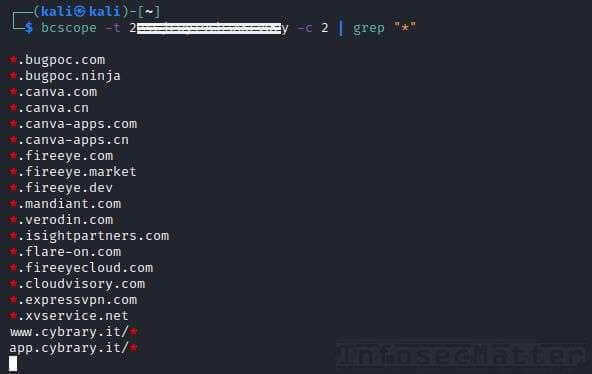 (kali㉿kali)-[~]
$ bcscope -t 2 y -c 2 | grep "*"
*.bugpoc.com
*.bugpoc.ninja
*.canva.com
*.canva.cn
*.canva-apps.com
*.canva-apps.cn
*.fireeye.com
*.fireeye.market
*.fireeye.dev
*.mandiant.com
*.verodin.com
*.isightpartners.com
*.flare-on.com
*.fireeyecloud.com
*.cloudvisory.com
*.expressvpn.com
*.xvservice.net
www.cybrary.it/*
app.cybrary.it/*
InfosecMatter